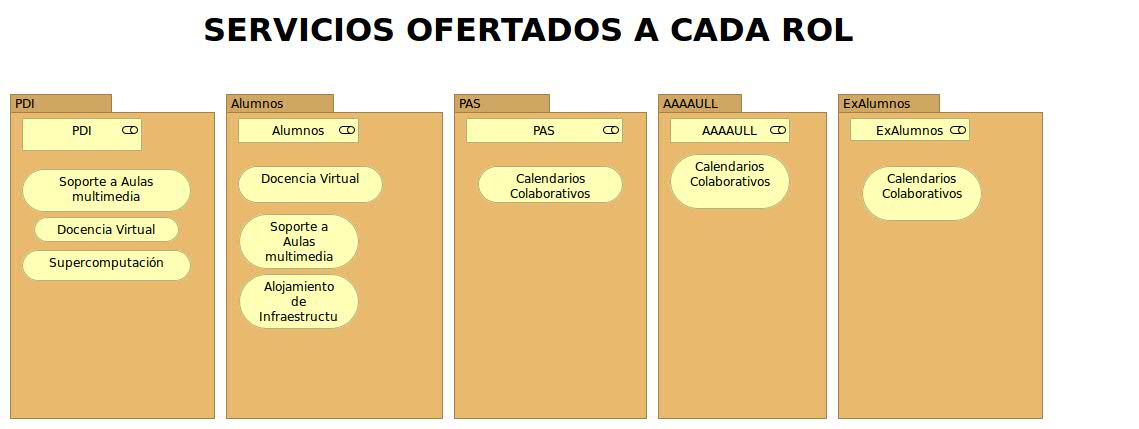 SERVICIOS OFERTADOS A CADA ROL
PDI
PDI
Soporte a Aulas
multimedia
Docencia Virtual
Supercomputación
Alumnos
Alumnos
Docencia Virtual
Soporte a
Aulas
multimedia
Alojamiento
de
Infraestructu
PAS
PAS
Calendarios
Colaborativos
AAAAULL
AAAAULL
Calendarios
Colaborativos
ExAlumnos
ExAlumnos
Calendarios
Colaborativos